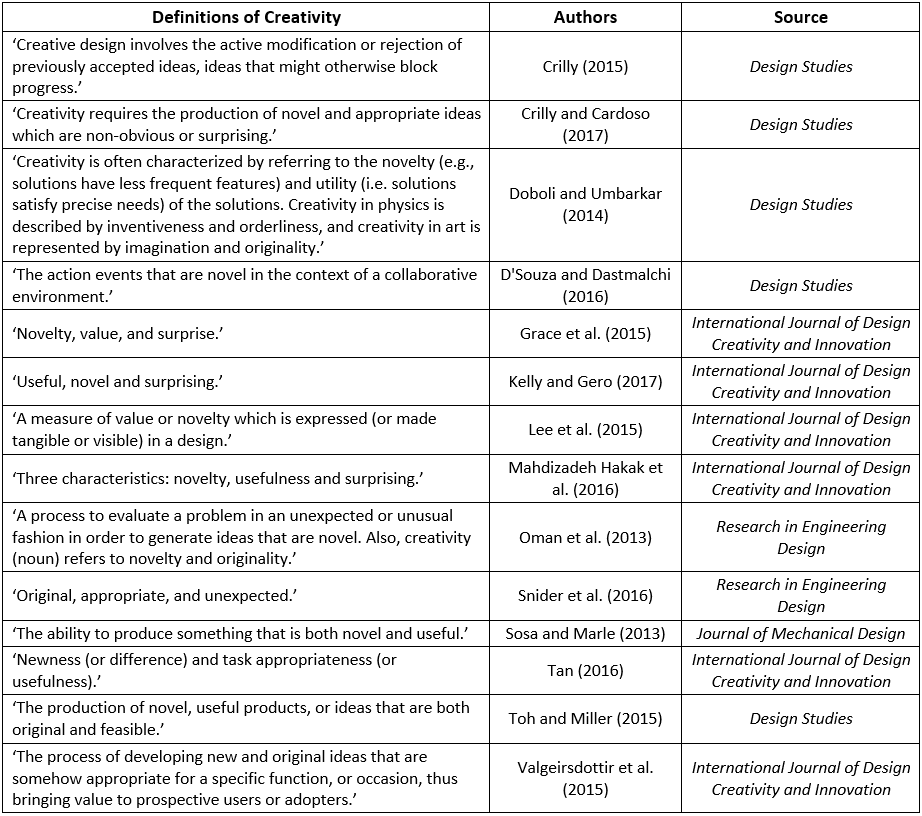 Definitions of Creativity
Authors
Source
‘Creative design involves the active modification or rejection of
previously accepted ideas, ideas that might otherwise block
progress.’
Crilly (2015)
Design Studies
‘Creativity requires the production of novel and appropriate ideas
which are non-obvious or surprising.’
Crilly and Cardoso
(2017)
Design Studies
‘Creativity is often characterized by referring to the novelty (e.g.,
solutions have less frequent features) and utility (i.e. solutions
satisfy precise needs) of the solutions. Creativity in physics is
described by inventiveness and orderliness, and creativity in art is
represented by imagination and originality.’
Doboli and Umbarkar
(2014)
Design Studies
‘The action events that are novel in the context of a collaborative
environment.’
D'Souza and Dastmalchi
(2016)
Design Studies
‘Novelty, value, and surprise.’
Grace et al. (2015)
International Journal of Design
Creativity and Innovation
‘Useful, novel and surprising.’
Kelly and Gero (2017)
International Journal of Design
Creativity and Innovation
‘A measure of value or novelty which is expressed (or made
tangible or visible) in a design.’
Lee et al. (2015)
International Journal of Design
Creativity and Innovation
‘Three characteristics: novelty, usefulness and surprising.’
Mahdizadeh Hakak et
al. (2016)
International Journal of Design
Creativity and Innovation
‘A process to evaluate a problem in an unexpected or unusual
fashion in order to generate ideas that are novel. Also, creativity
(noun) refers to novelty and originality.’
Oman et al. (2013)
Research in Engineering
Design
‘Original, appropriate, and unexpected.’
Snider et al. (2016)
Research in Engineering
Design
‘The ability to produce something that is both novel and useful.’
Sosa and Marle (2013)
Journal of Mechanical Design
‘Newness (or difference) and task appropriateness (or
usefulness).’
Tan (2016)
International Journal of Design
Creativity and Innovation
‘The production of novel, useful products, or ideas that are both
original and feasible.’
Toh and Miller (2015)
Design Studies
‘The process of developing new and original ideas that are
somehow appropriate for a specific function, or occasion, thus
bringing value to prospective users or adopters.’
Valgeirsdottir et al.
(2015)
International Journal of Design
Creativity and Innovation